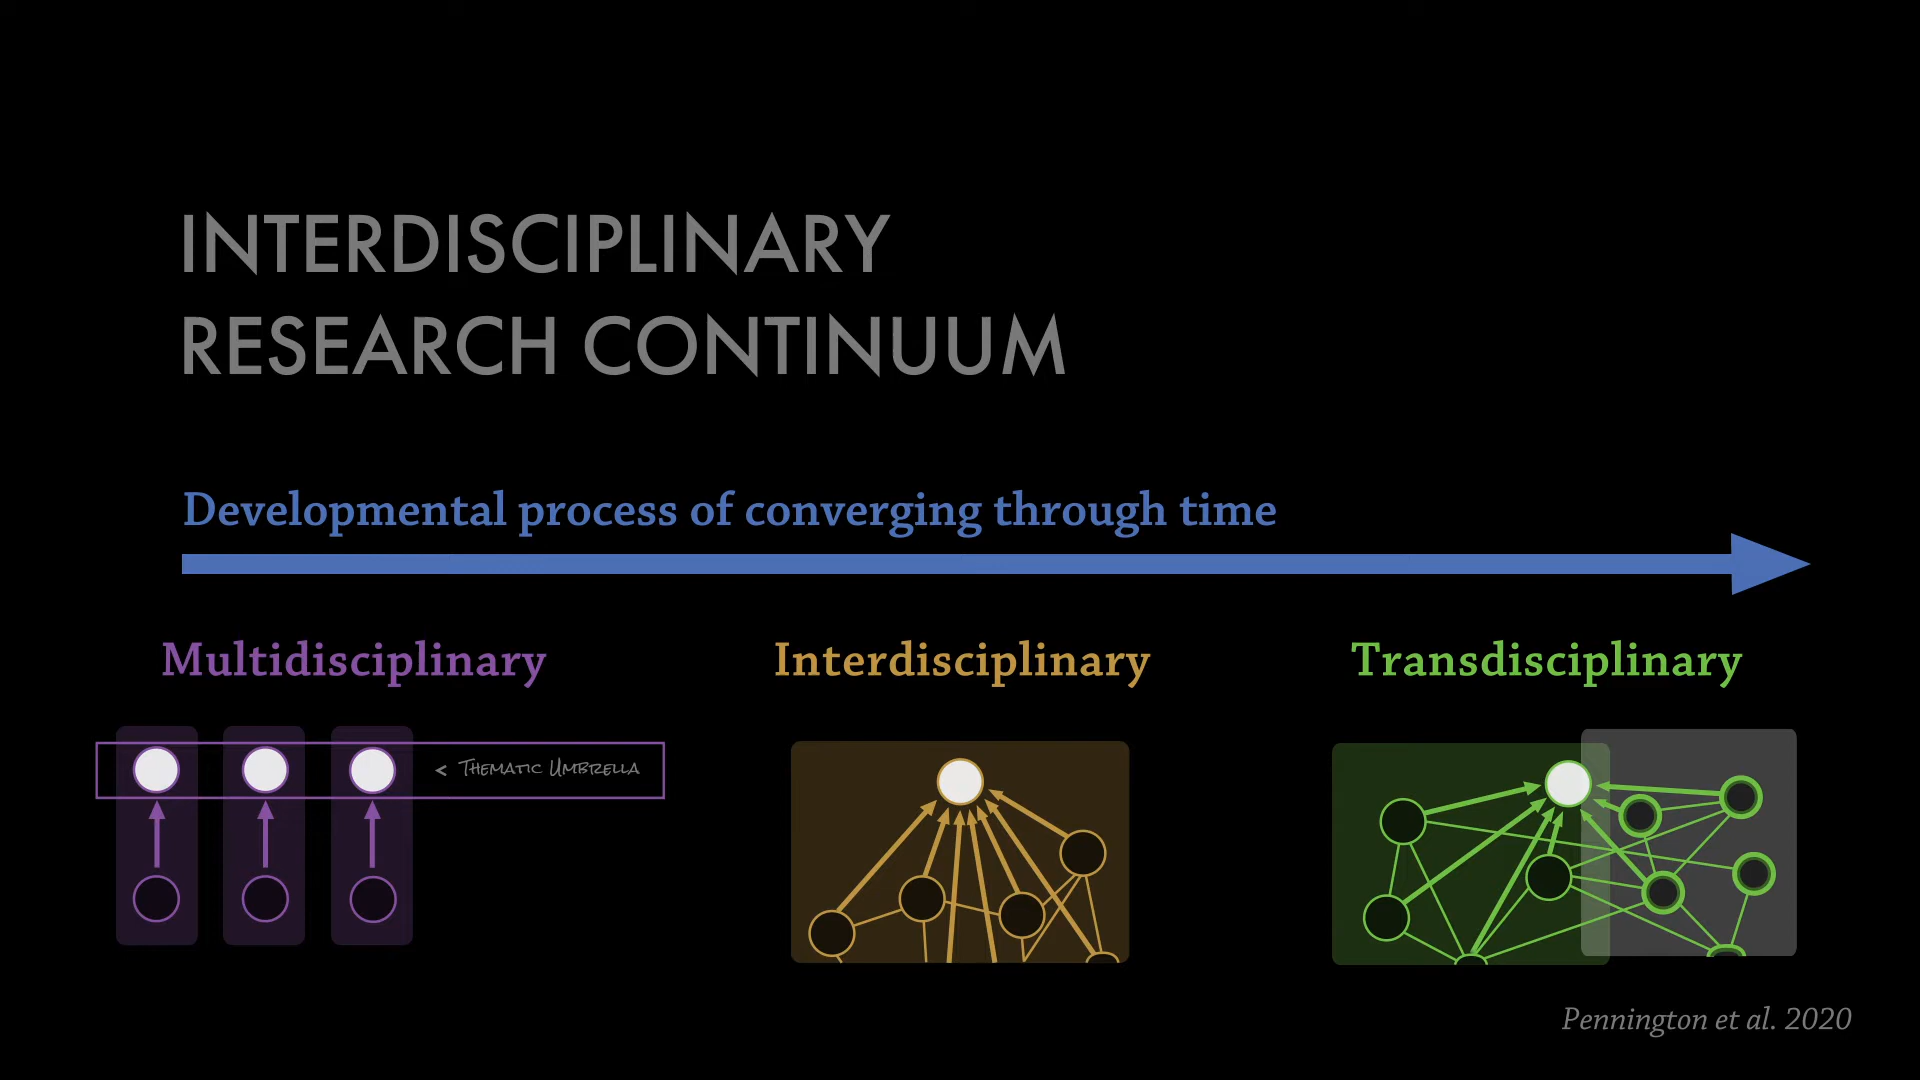 INTERDISCIPLINARY
RESEARCH CONTINUUM
Developmental process of converging through time
Multidisciplinary
Interdisciplinary
Transdisciplinary
< Thematic Umbrella
Pennington et al. 2020